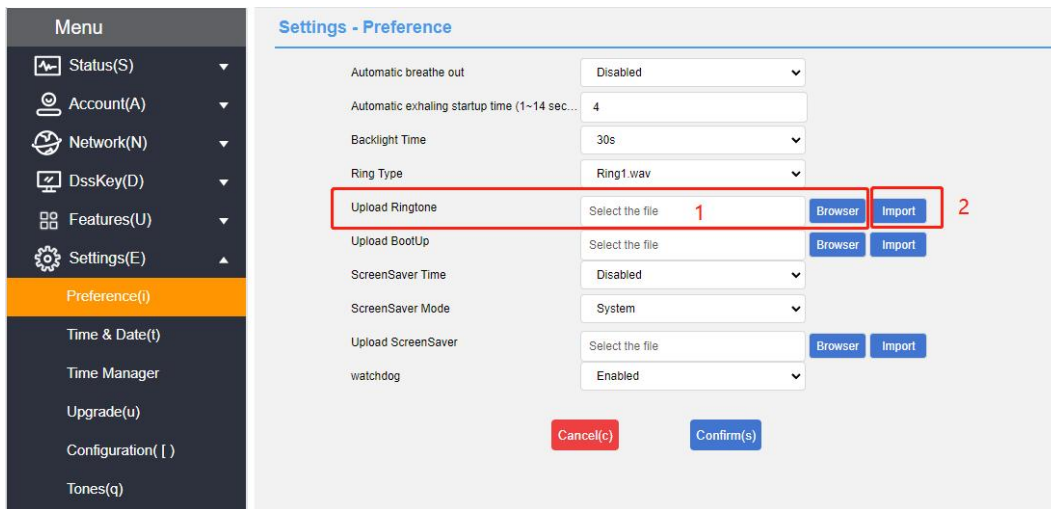 Menu
Status(S)
Account(A)
Network(N)
DssKey(D)
Features(U)
Settings(E)
Preference(i)
Time & Date(t)
Time Manager
Upgrade(u)
Configuration( [ )
Tones(q)
Settings - Preference
Automatic breathe out Disabled
Automatic exhaling startup time (1~14 sec... 4
Backlight Time 30s
Ring Type Ring1.wav
Upload Ringtone Select the file 1 Browser Import 2
Upload BootUp Select the file Browser Import
ScreenSaver Time Disabled
ScreenSaver Mode System
Upload ScreenSaver Select the file Browser Import
watchdog Enabled
Cancel(c) Confirm(s)